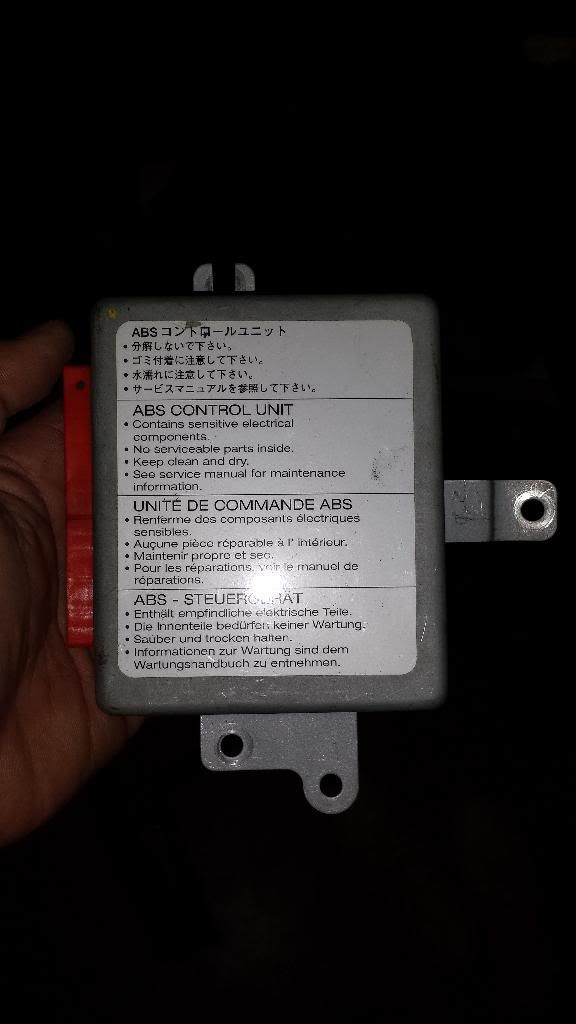 ABS コントロールユニット
• 分解しないで下さい。
• ゴミ付着に注意して下さい。
• 水濡れに注意して下さい。
• サービスマニュアルを参照して下さい。
ABS CONTROL UNIT
• Contains sensitive electrical
components.
• No serviceable parts inside.
• Keep clean and dry.
• See service manual for maintenance
information.
UNITÉ DE COMMANDE ABS
• Renferme des composants électriques
sensibles.
• Auçune pièce réparable à l' intérieur.
• Maintenir propre et sec.
• Pour les réparations, voir le manuel de
réparations.
ABS - STEUERGERÄT
• Enthält empfindliche elektrische Teile.
• Die Innenteile bedürfen keiner Wartung.
• Sauber und trocken halten.
• Informationen zur Wartung sind dem
Wartungshandbuch zu entnehmen.